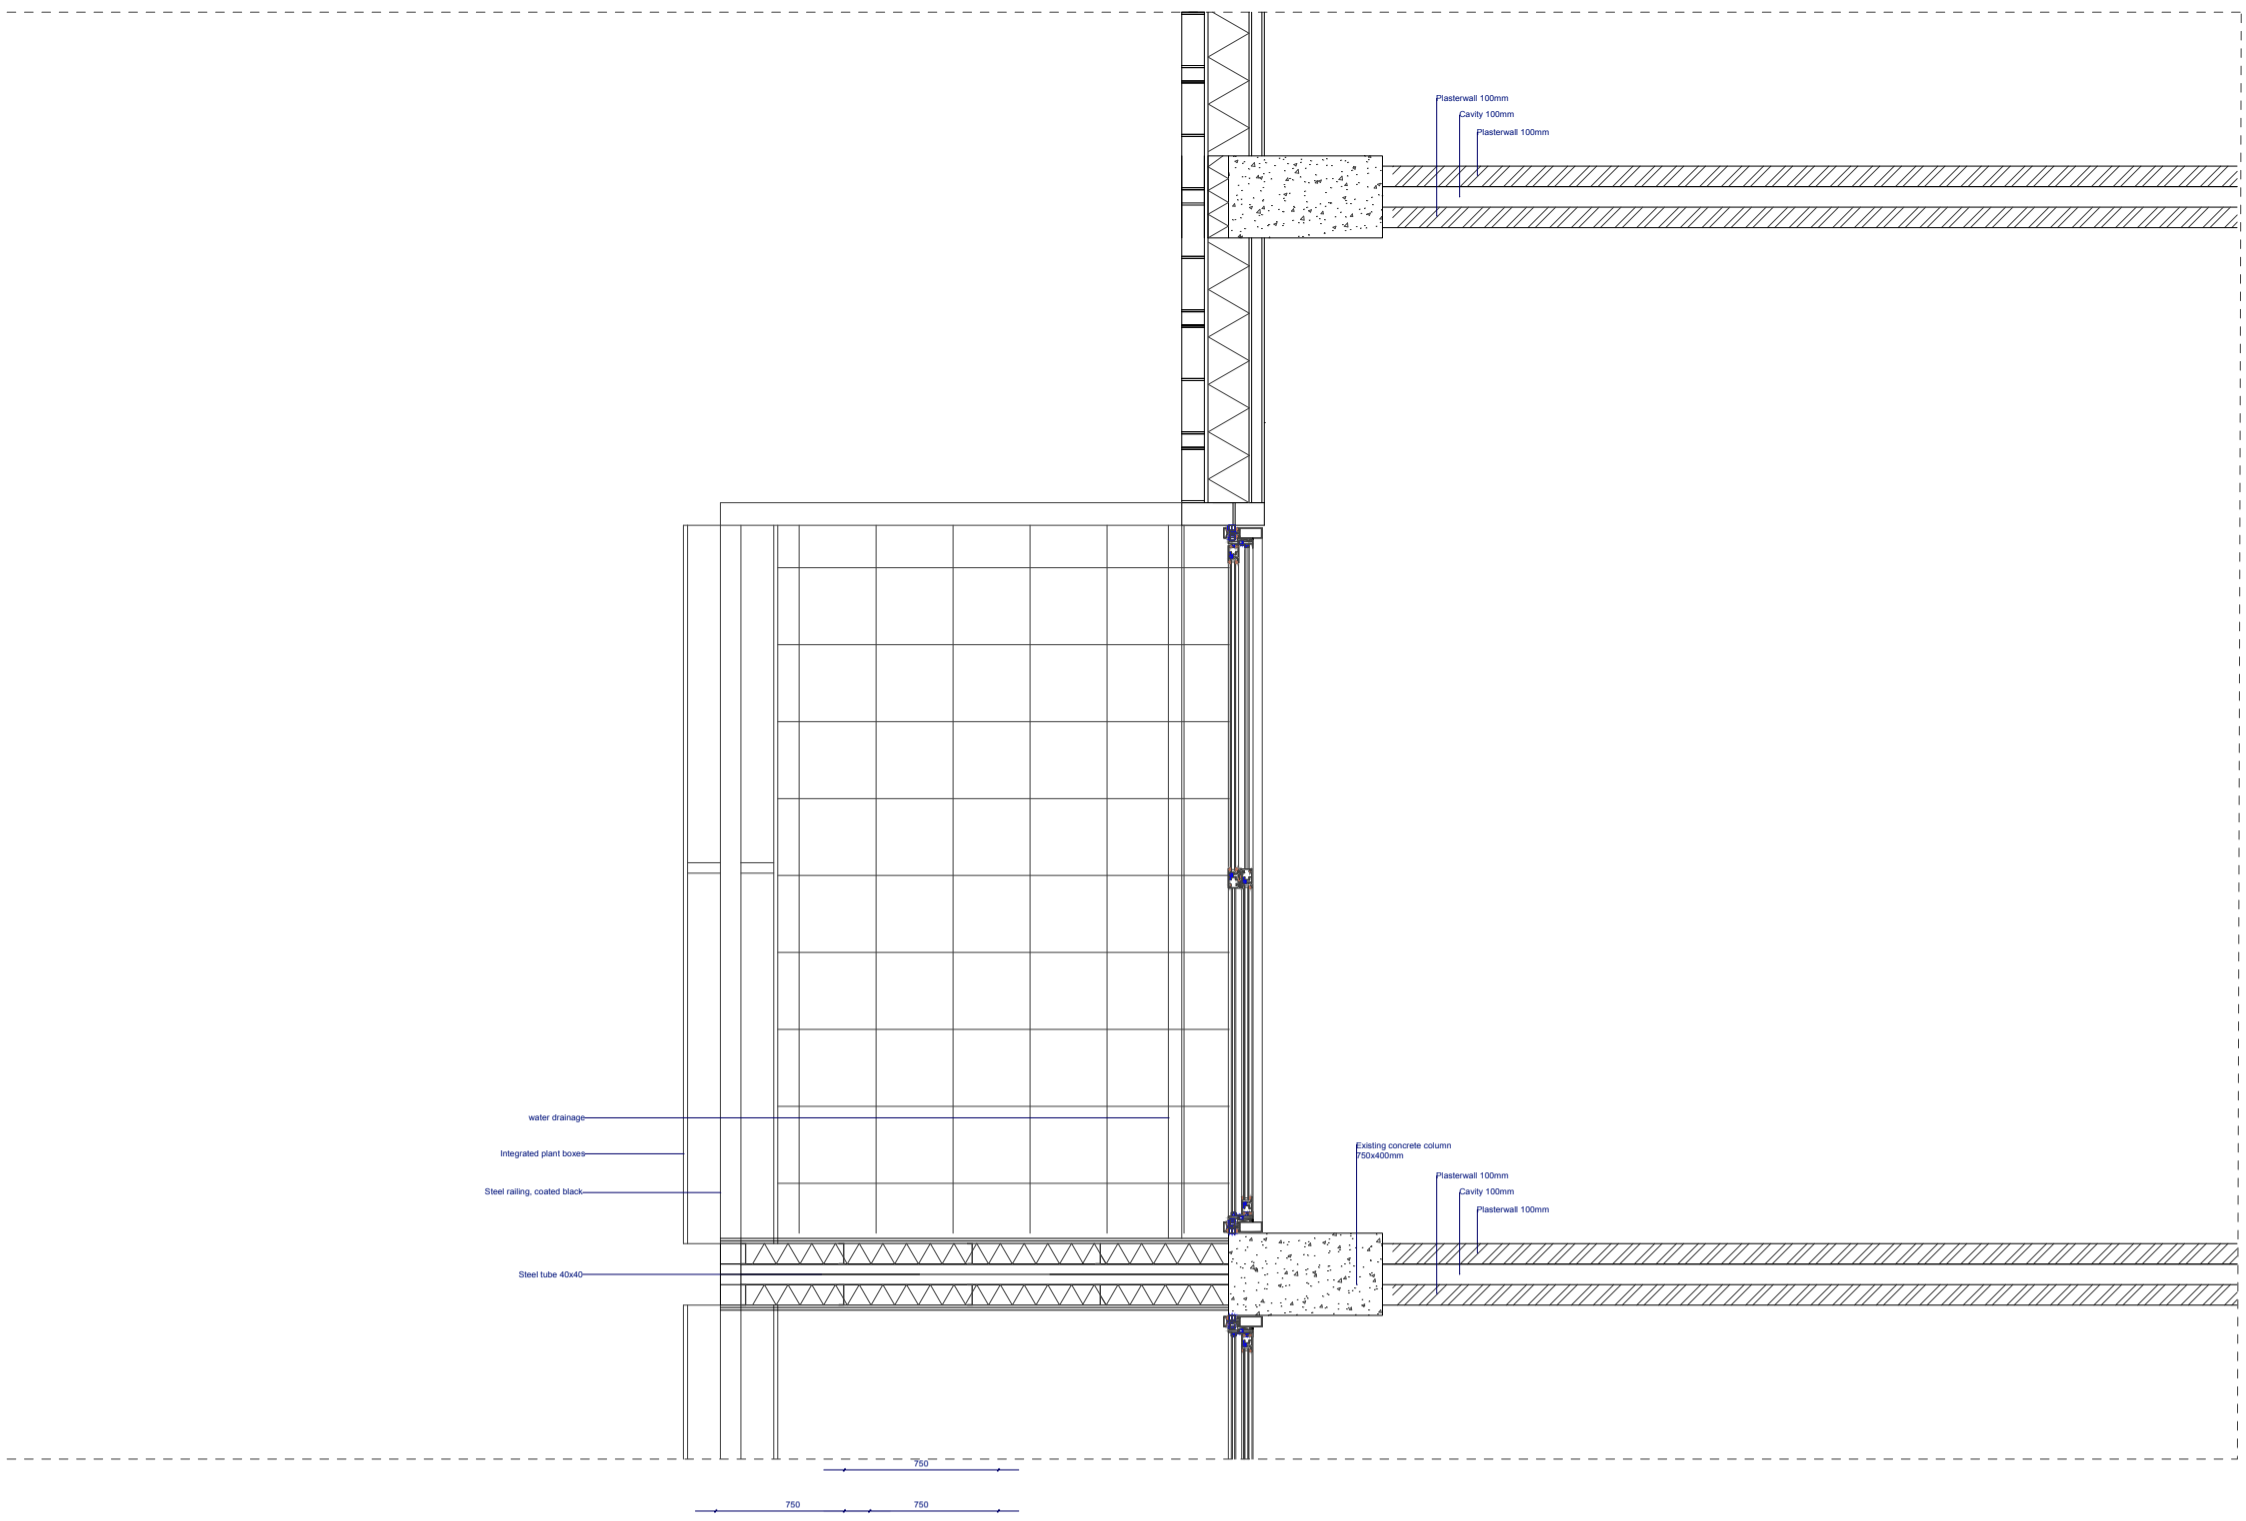 Plasterwall 100mm
Cavity 100mm
Plasterwall 100mm
water drainage
Integrated plant boxes
Steel railing, coated black
Existing concrete column
750x400mm
Plasterwall 100mm
Cavity 100mm
Plasterwall 100mm
Steel tube 40x40
750
750
750